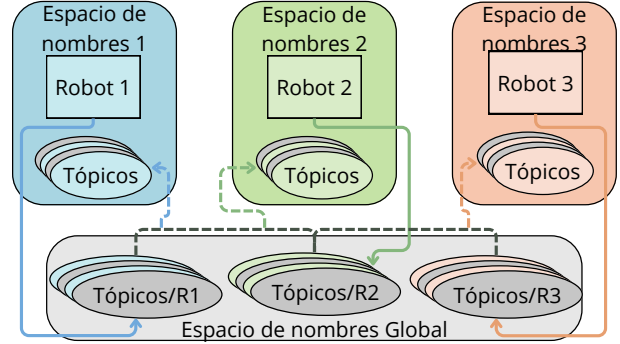 Espacio de
nombres 1
Espacio de
nombres 2
Espacio de
nombres 3
Robot 1
Robot 2
Robot 3
Tópicos
Tópicos
Tópicos
Tópicos/R1
Tópicos/R2
Tópicos/R3
Espacio de nombres Global